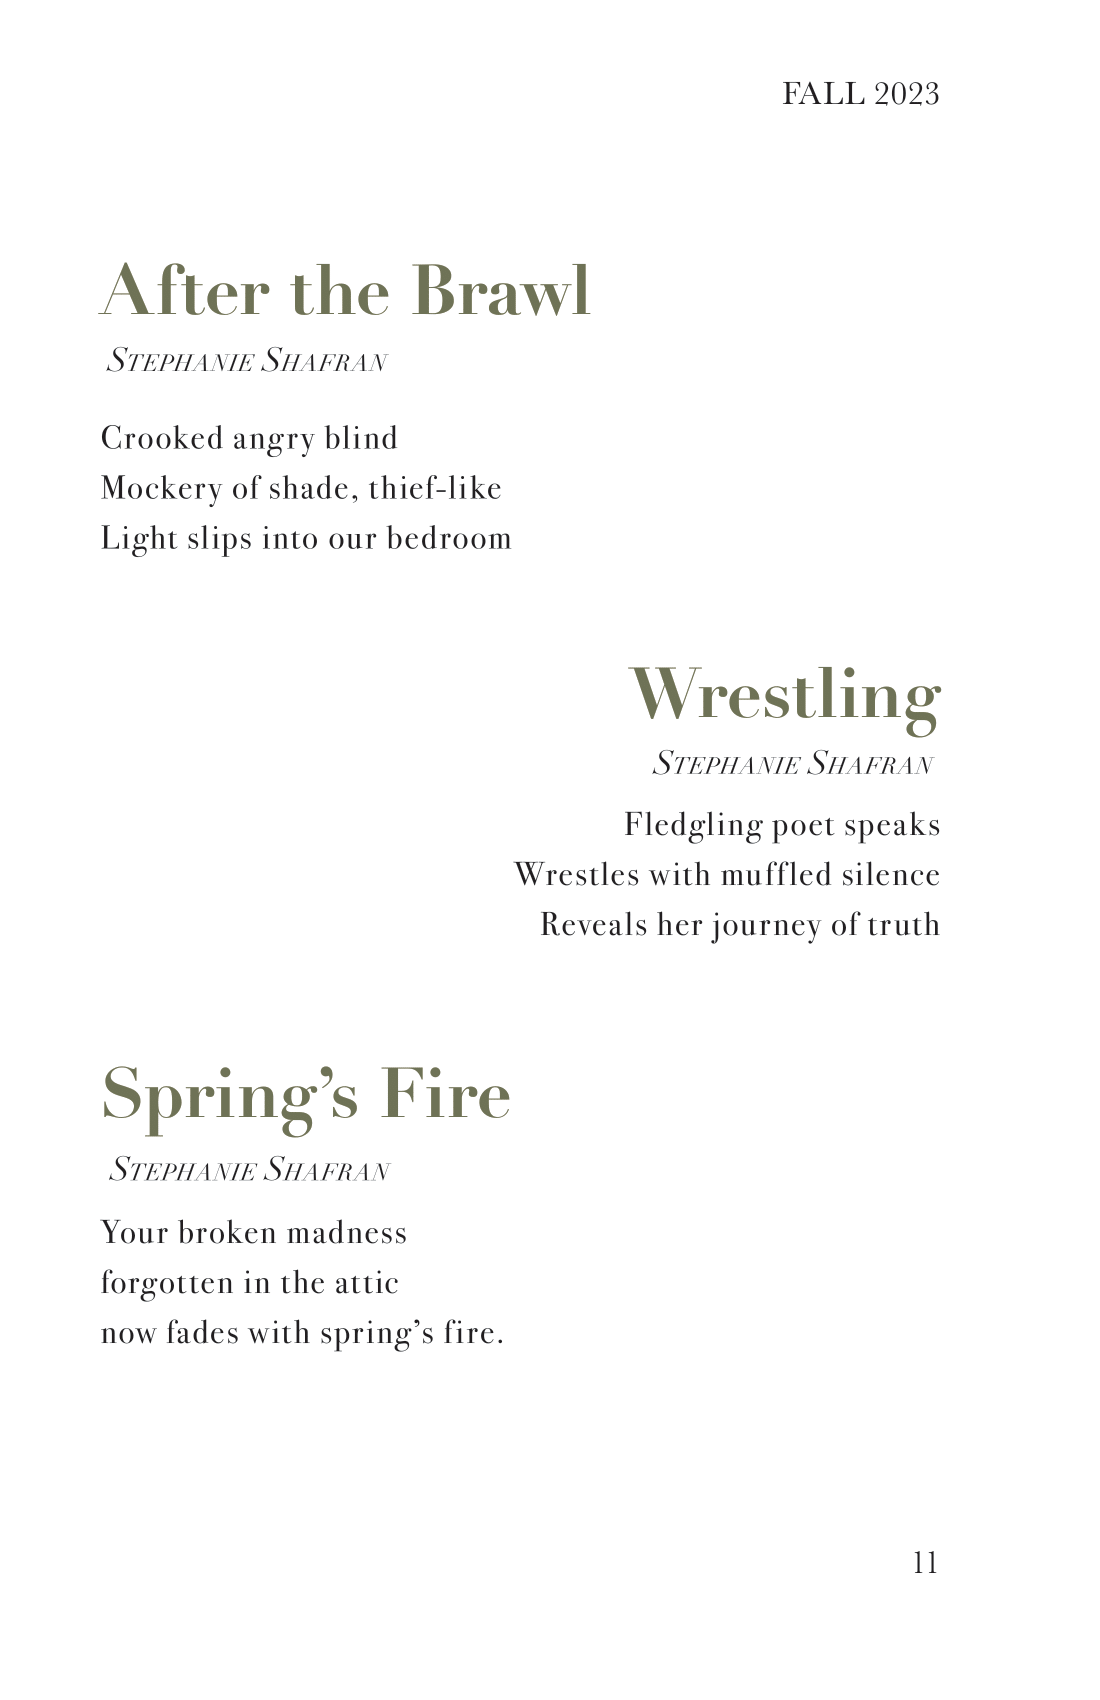 FALL 2023
After the Brawl
Stephanie Shafran
Crooked angry blind
Mockery of shade, thief-like
Light slips into our bedroom
Wrestling
Stephanie Shafran
Fledgling poet speaks
Wrestles with muffled silence
Reveals her journey of truth
Spring’s Fire
Stephanie Shafran
Your broken madness
forgotten in the attic
now fades with spring’s fire.
11